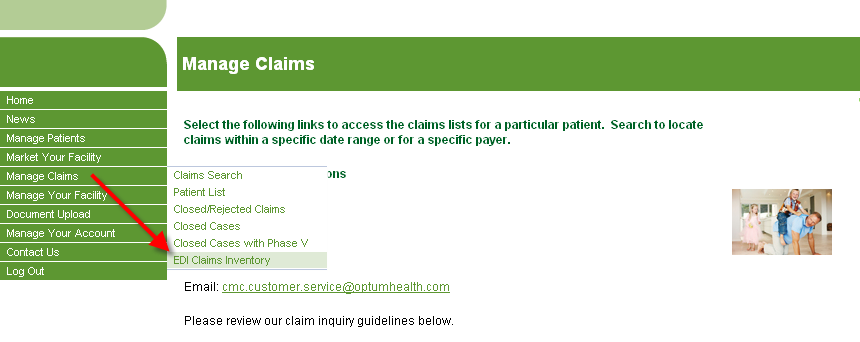 Manage Claims
Home
News
Manage Patients
Market Your Facility
Manage Claims
Manage Your Facility
Document Upload
Manage Your Account
Contact Us
Log Out
Claims Search
Patient List
Closed/Rejected Claims
Closed Cases
Closed Cases with Phase V
EDI Claims Inventory
Select the following links to access the claims lists for a particular patient. Search to locate
claims within a specific date range or for a specific payer.
Email: cmc.customer.service@optumhealth.com
Please review our claim inquiry guidelines below.